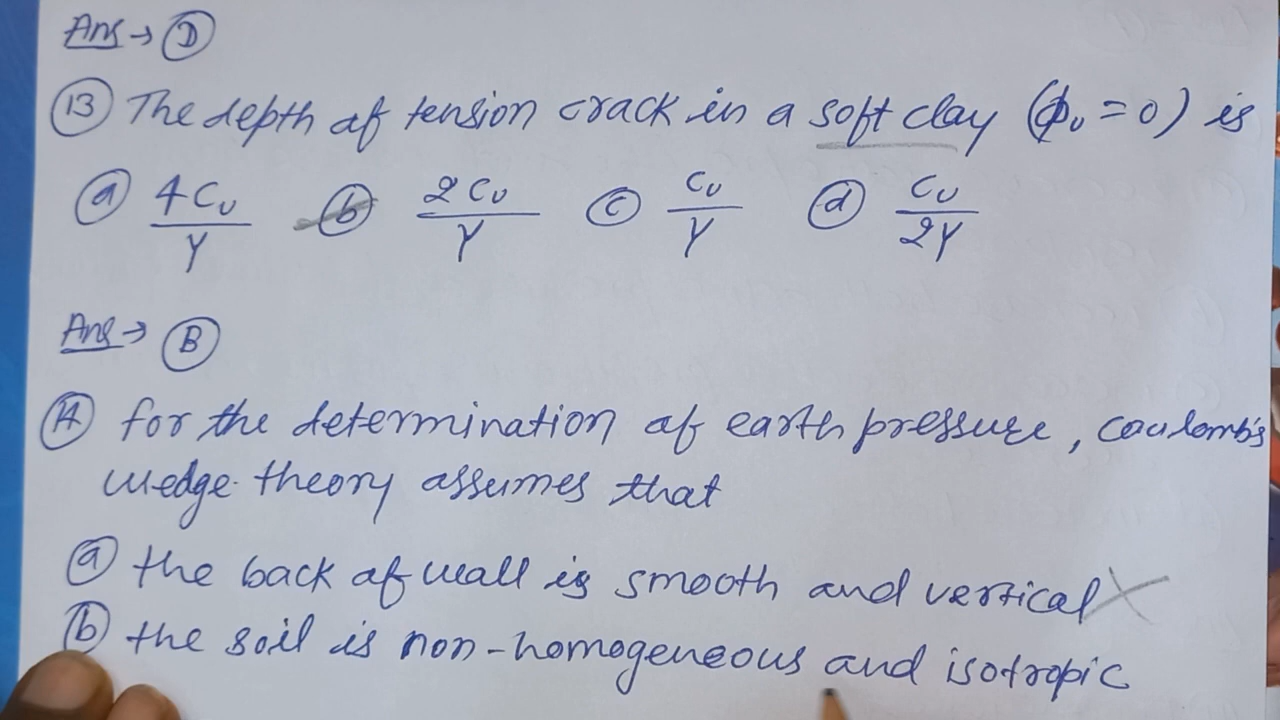 Ans → (D)
(13) The depth of tension crack in a soft clay (ϕᵤ = 0) is
(a) 4Cᵤ/γ (b) 2Cᵤ/γ (c) Cᵤ/γ (d) Cᵤ/2γ
Ans → (B)
(14) for the determination of earth pressure, coulomb's
wedge theory assumes that
(a) the back of wall is smooth and vertical
(b) the soil is non-homogeneous and isotropic